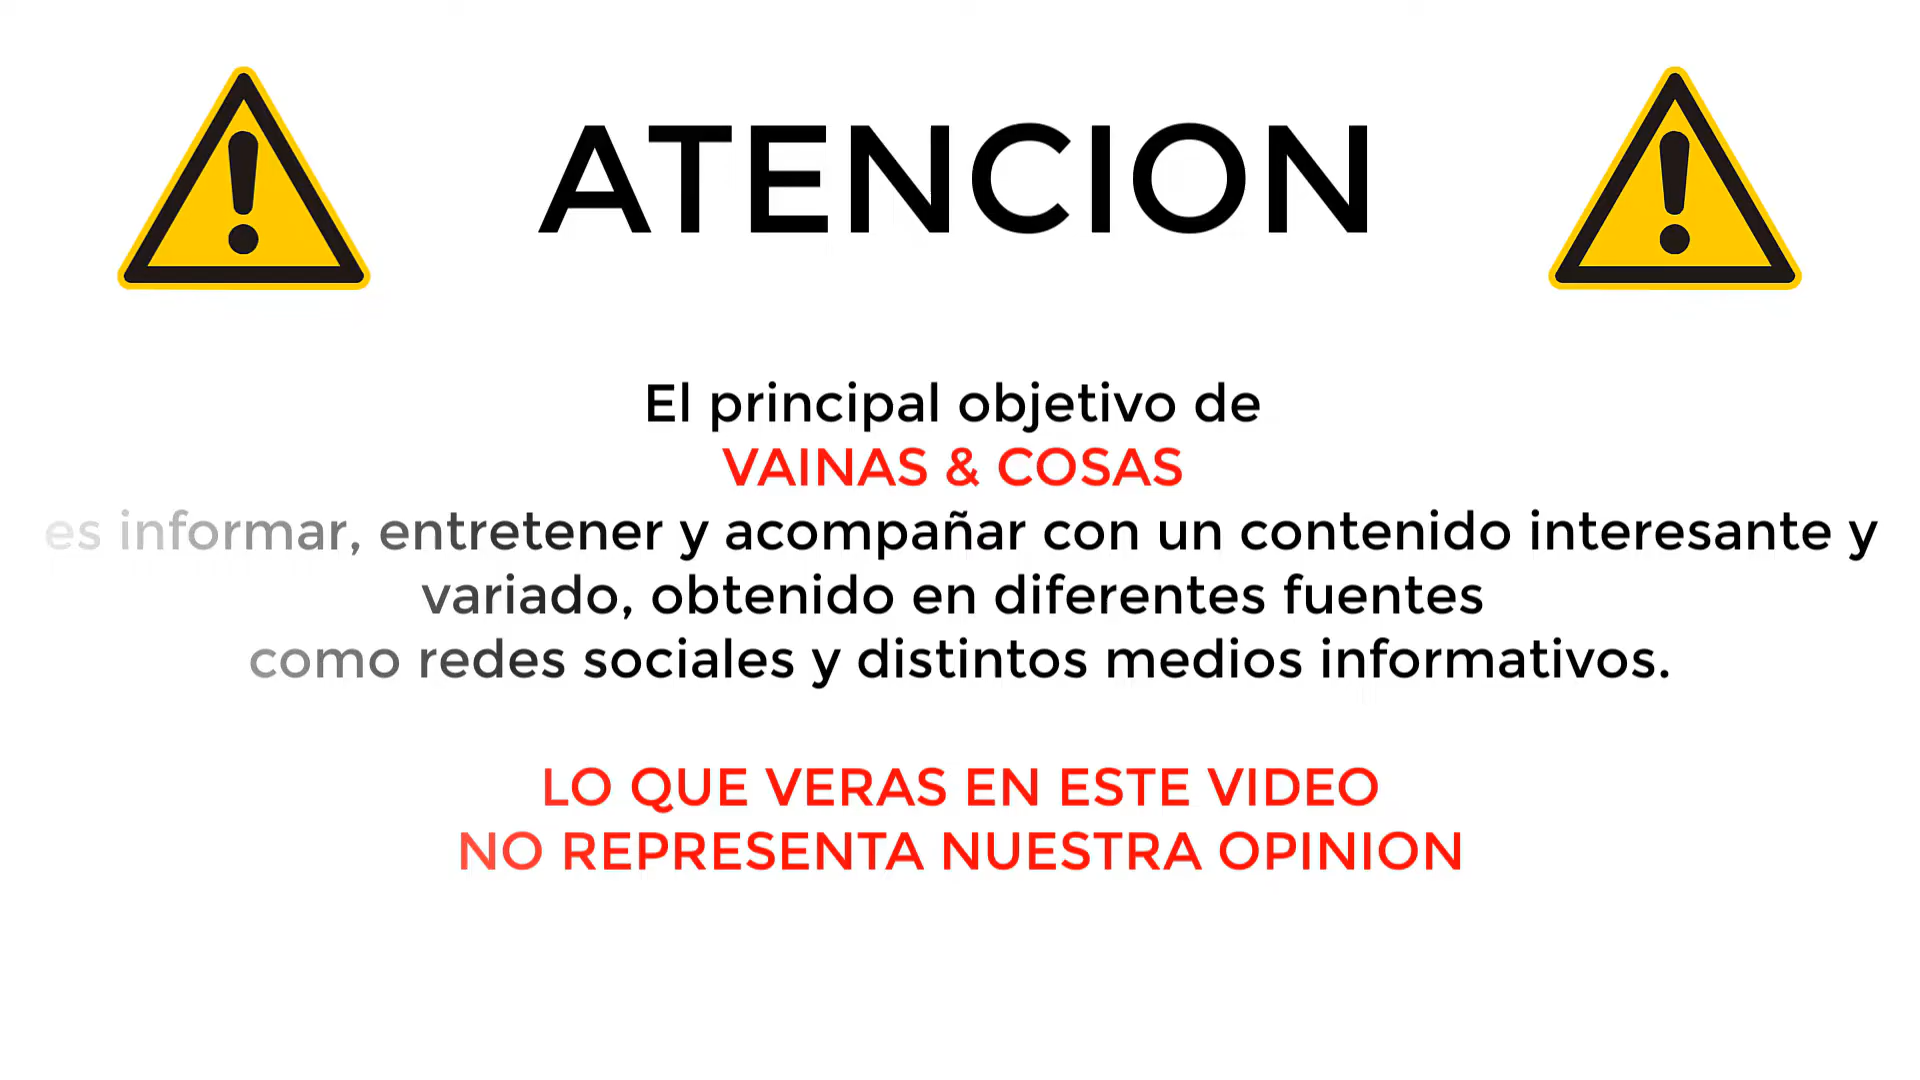 ATENCION
El principal objetivo de
VAINAS & COSAS
es informar, entretener y acompañar con un contenido interesante y
variado, obtenido en diferentes fuentes
como redes sociales y distintos medios informativos.
LO QUE VERAS EN ESTE VIDEO
NO REPRESENTA NUESTRA OPINION